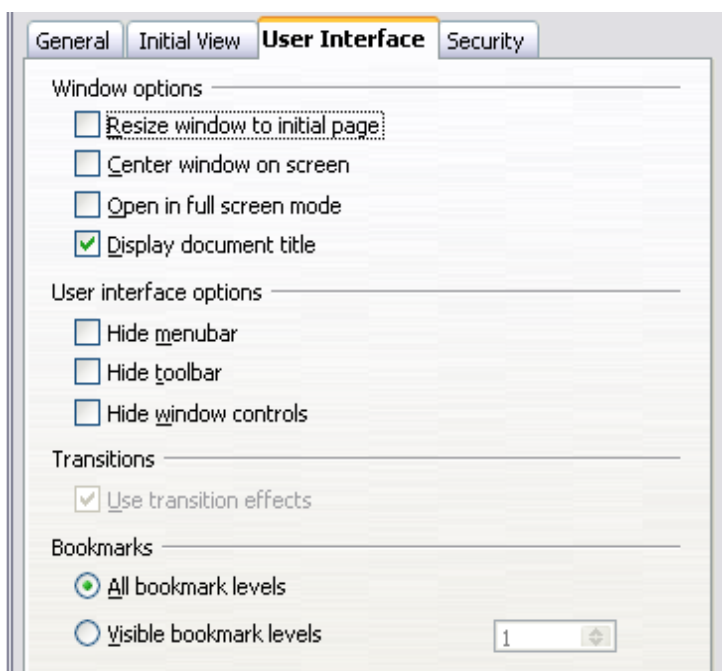 General Initial View User Interface Security
Window options
Resize window to initial page
Center window on screen
Open in full screen mode
Display document title
User interface options
Hide menubar
Hide toolbar
Hide window controls
Transitions
Use transition effects
Bookmarks
All bookmark levels
Visible bookmark levels 1